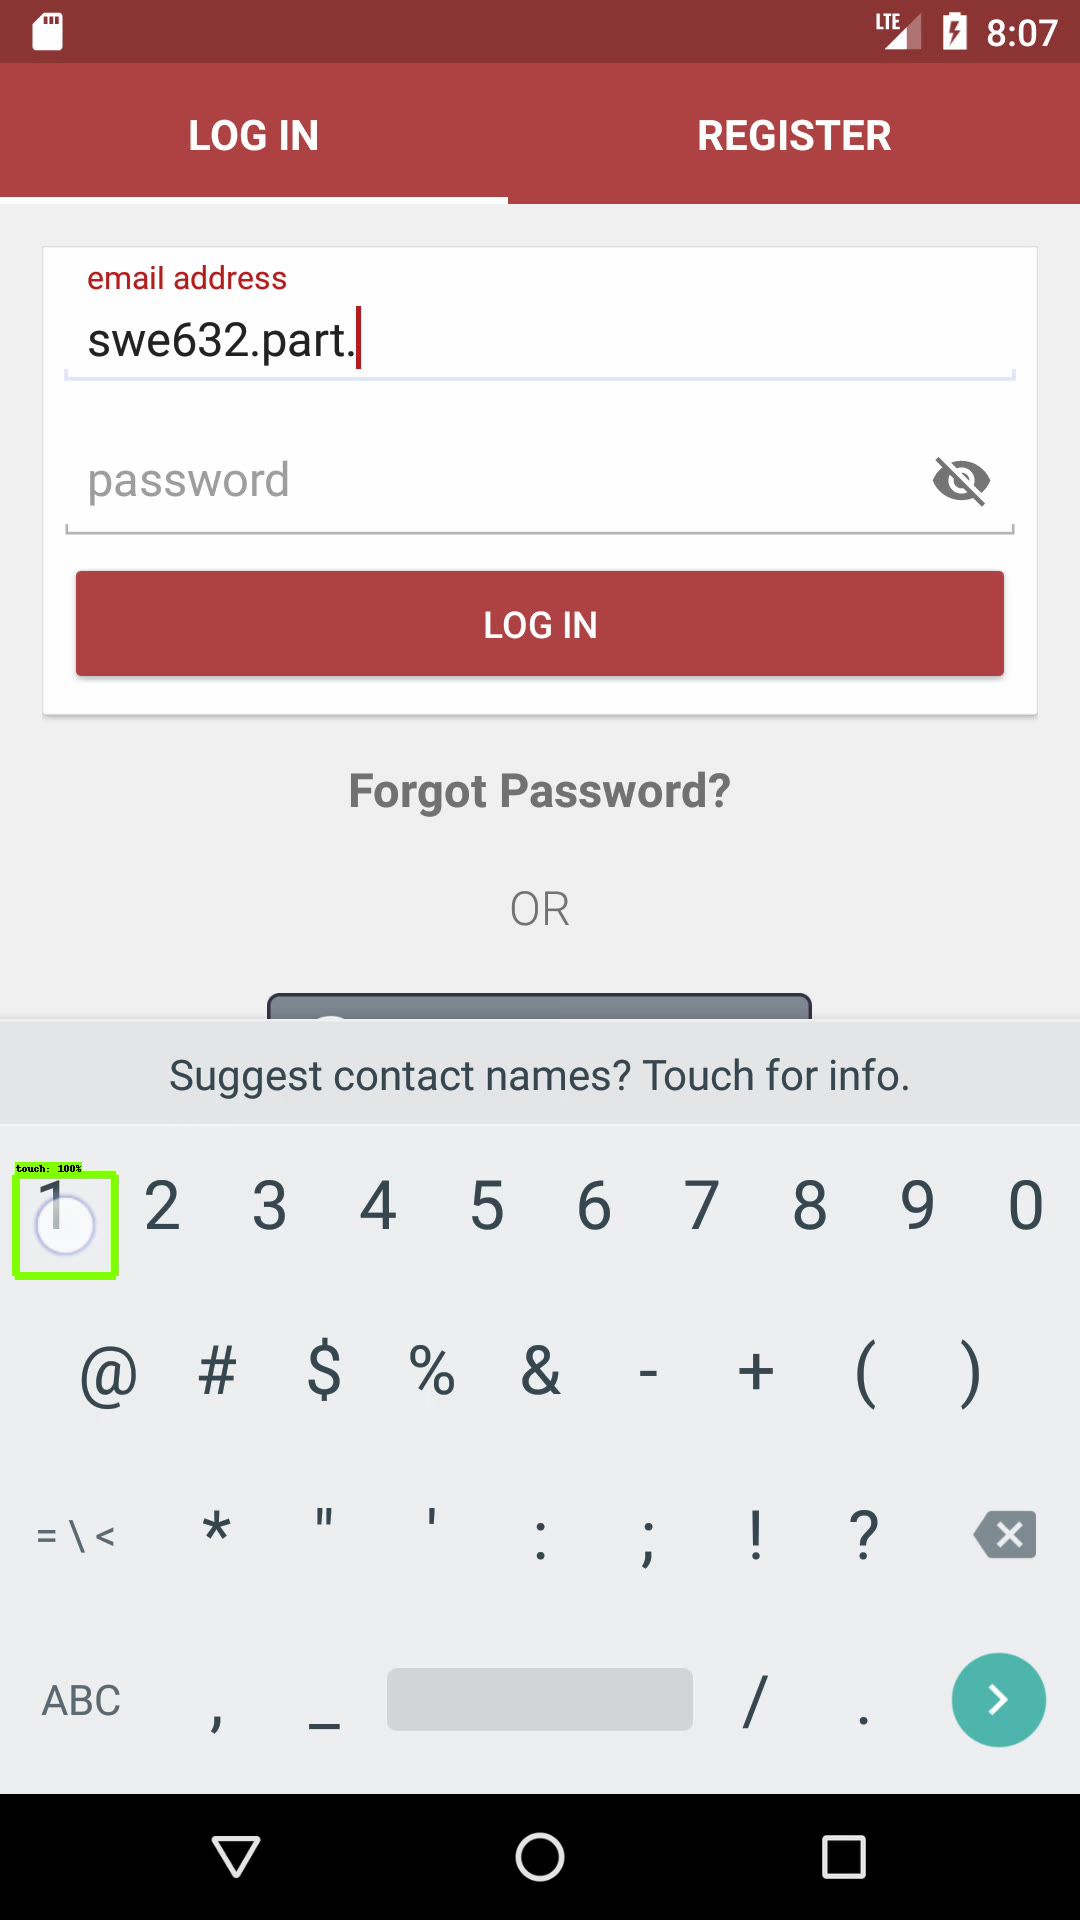 LTE 8:07
LOG IN REGISTER
email address
swe632.part.
password
LOG IN
Forgot Password?
OR
Suggest contact names? Touch for info.
touch: 100%
1 2 3 4 5 6 7 8 9 0
@ # $ % & - + ( )
= \ < * " ' : ; ! ?
ABC , _ / .